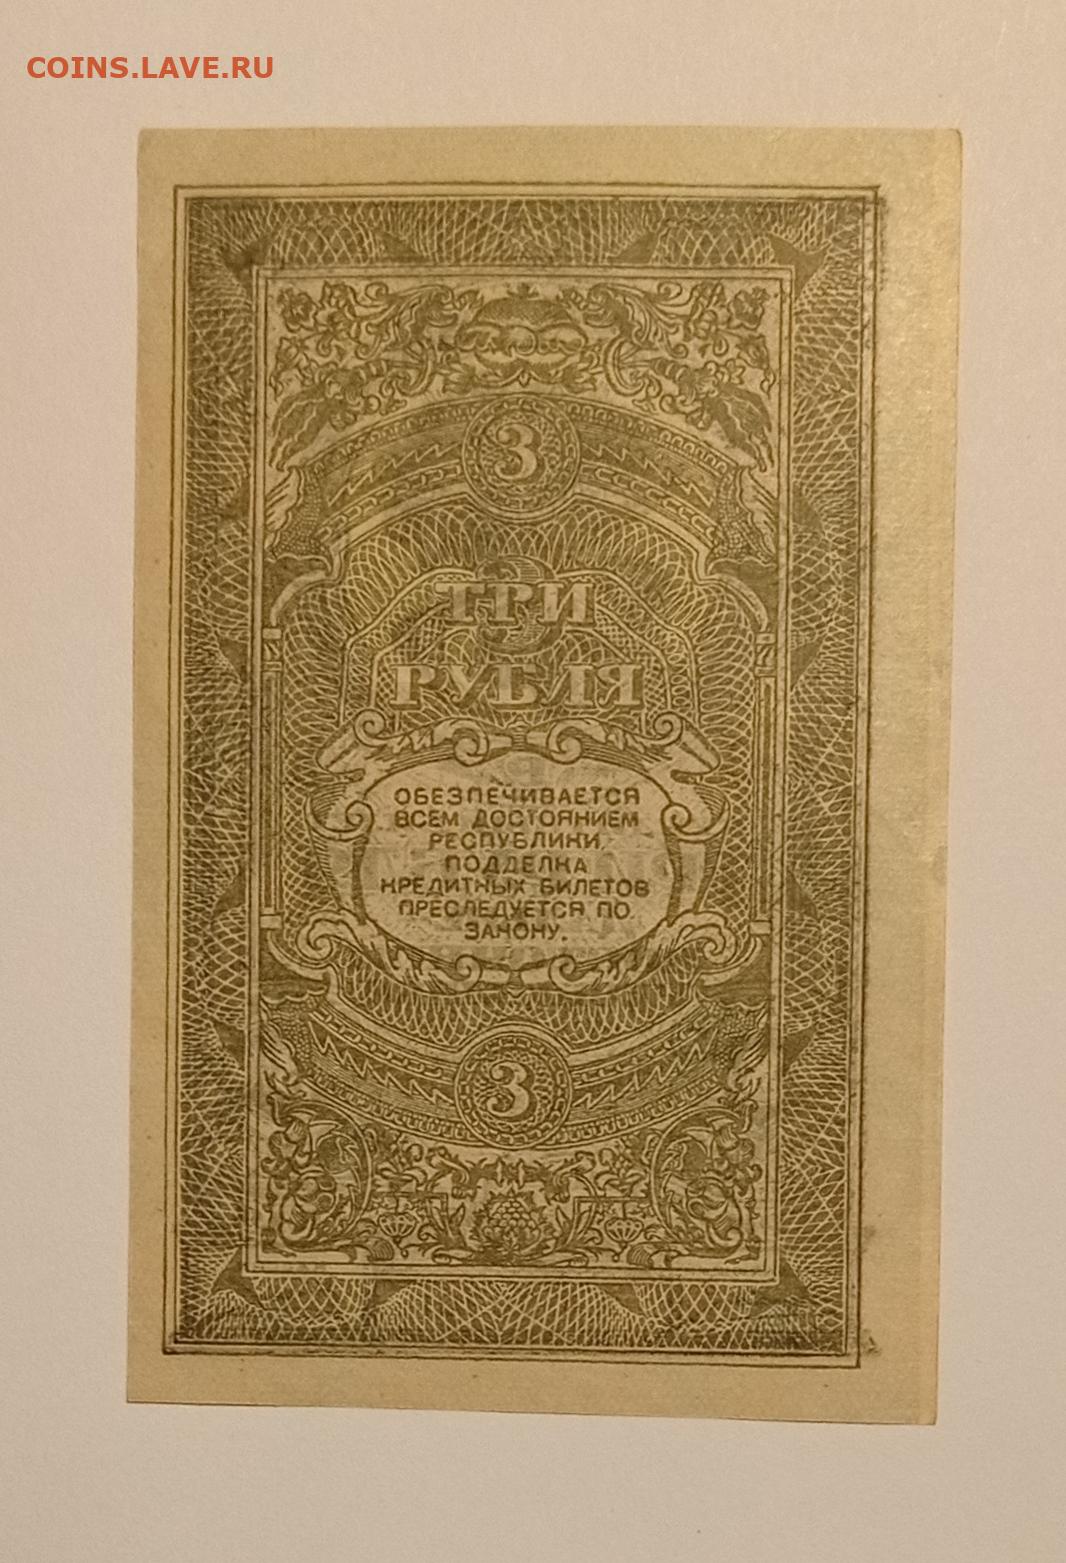 COINS.LAVE.RU
3
ТРИ
РУБЛЯ
ОБЕЗПЕЧИВАЕТСЯ
ВСЕМ ДОСТОЯНИЕМ
РЕСПУБЛИКИ,
ПОДДЕЛКА
КРЕДИТНЫХ БИЛЕТОВ
ПРЕСЛЕДУЕТСЯ ПО
ЗАКОНУ.
3